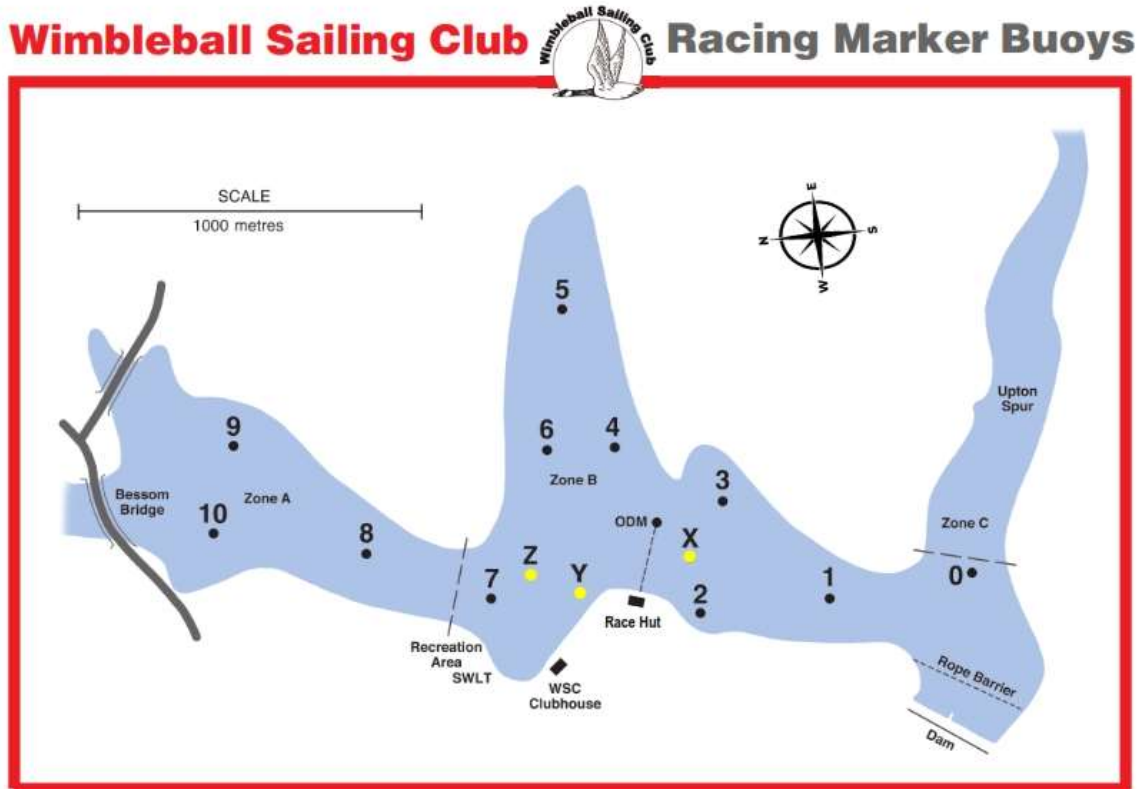 Wimbleball Sailing Club
Wimbleball Sailing Club
Racing Marker Buoys
SCALE
1000 metres
E
N
S
W
5
Upton
Spur
9
6
4
Zone B
3
Bessom
Bridge
Zone A
10
ODM
Zone C
8
X
Z
Y
7
2
1
0
Race Hut
Recreation
Area
SWLT
WSC
Clubhouse
Rope Barrier
Dam